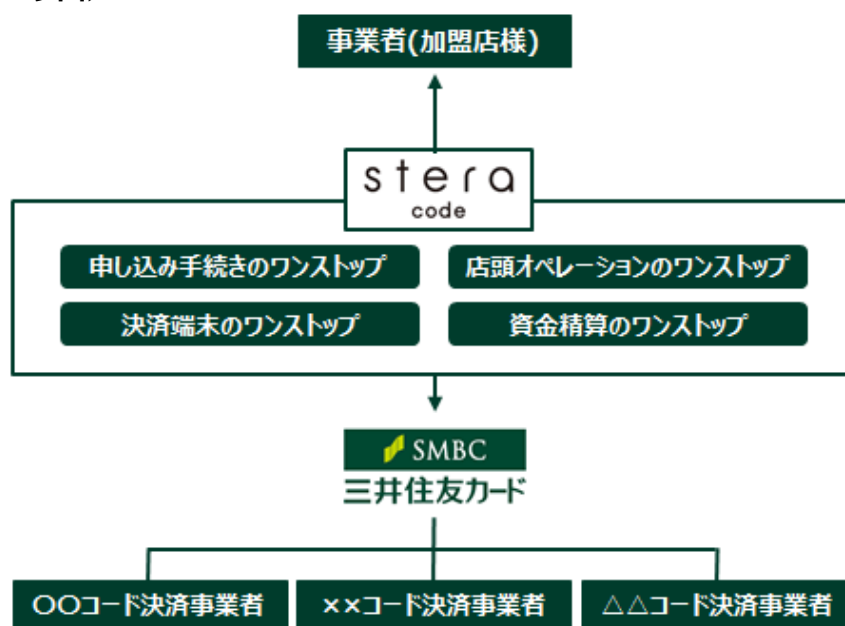 事業者(加盟店様)
stera
code
申し込み手続きのワンストップ
店頭オペレーションのワンストップ
決済端末のワンストップ
資金精算のワンストップ
SMBC
三井住友カード
〇〇コード決済事業者
××コード決済事業者
△△コード決済事業者